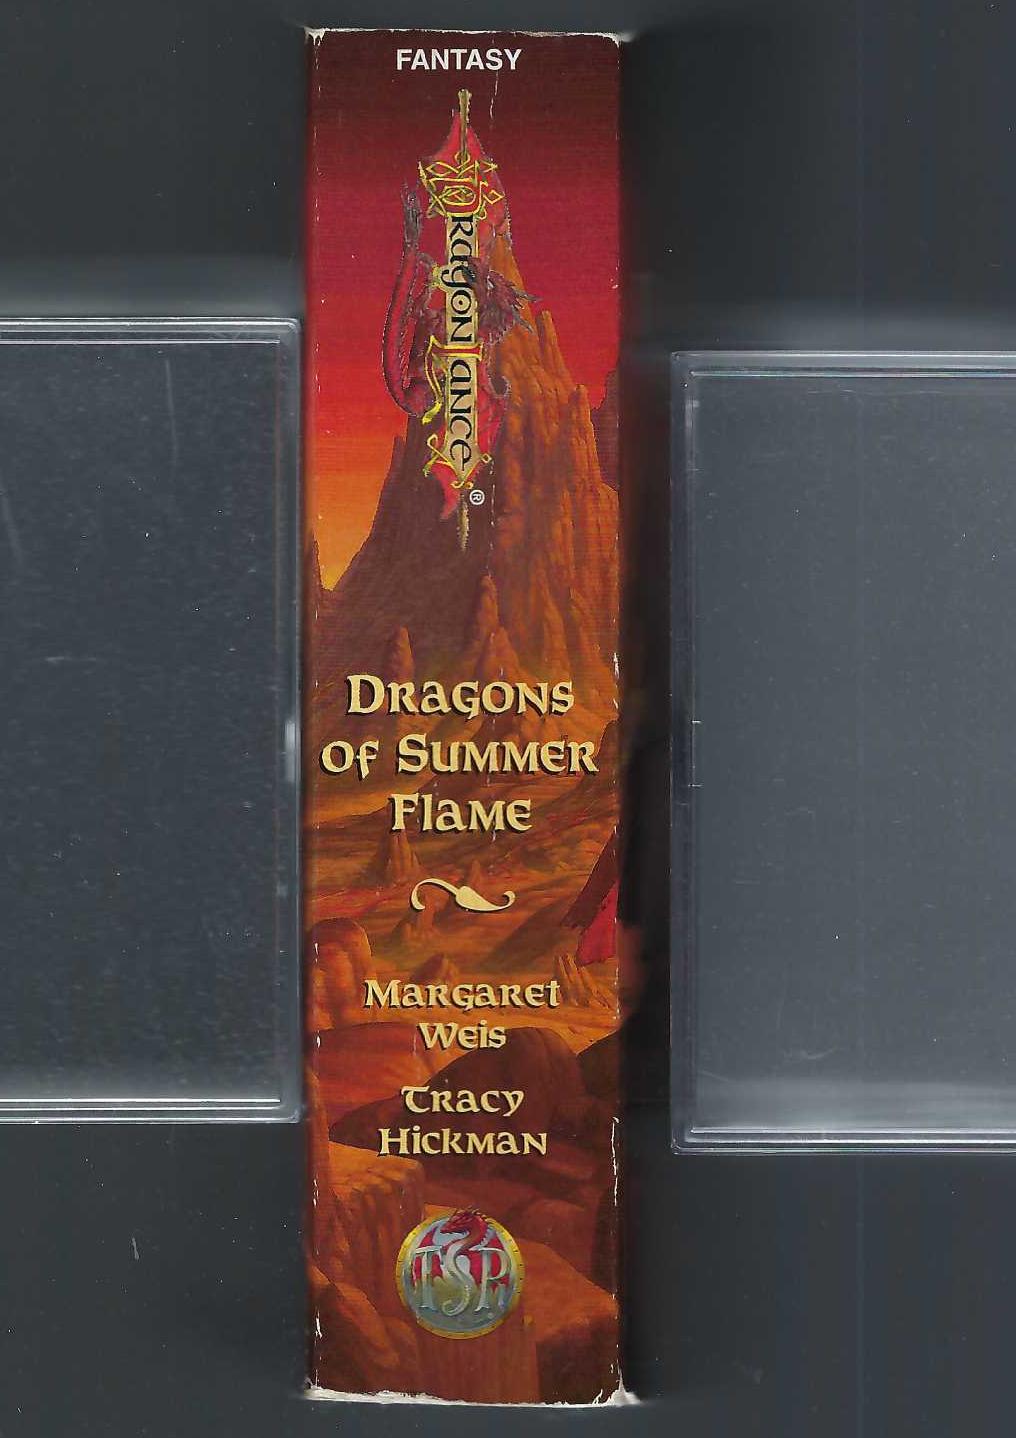 FANTASY
DRAGONLANCE®
DRAGONS
OF SUMMER
FLAME
MARGARET
WEIS
TRACY
HICKMAN
TSR